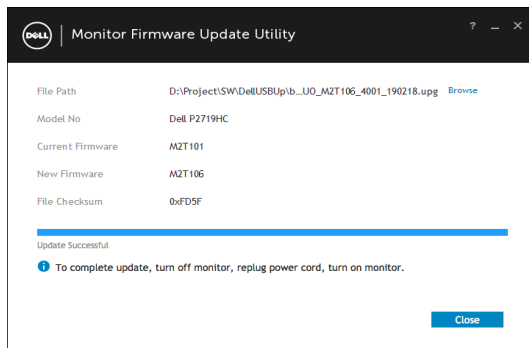 DELL Monitor Firmware Update Utility ? _ X
File Path D:\Project\SW\DellUSBUp\b...UO_M2T106_4001_190218.upg Browse
Model No Dell P2719HC
Current Firmware M2T101
New Firmware M2T106
File Checksum 0xFD5F
Update Successful
i To complete update, turn off monitor, replug power cord, turn on monitor.
Close